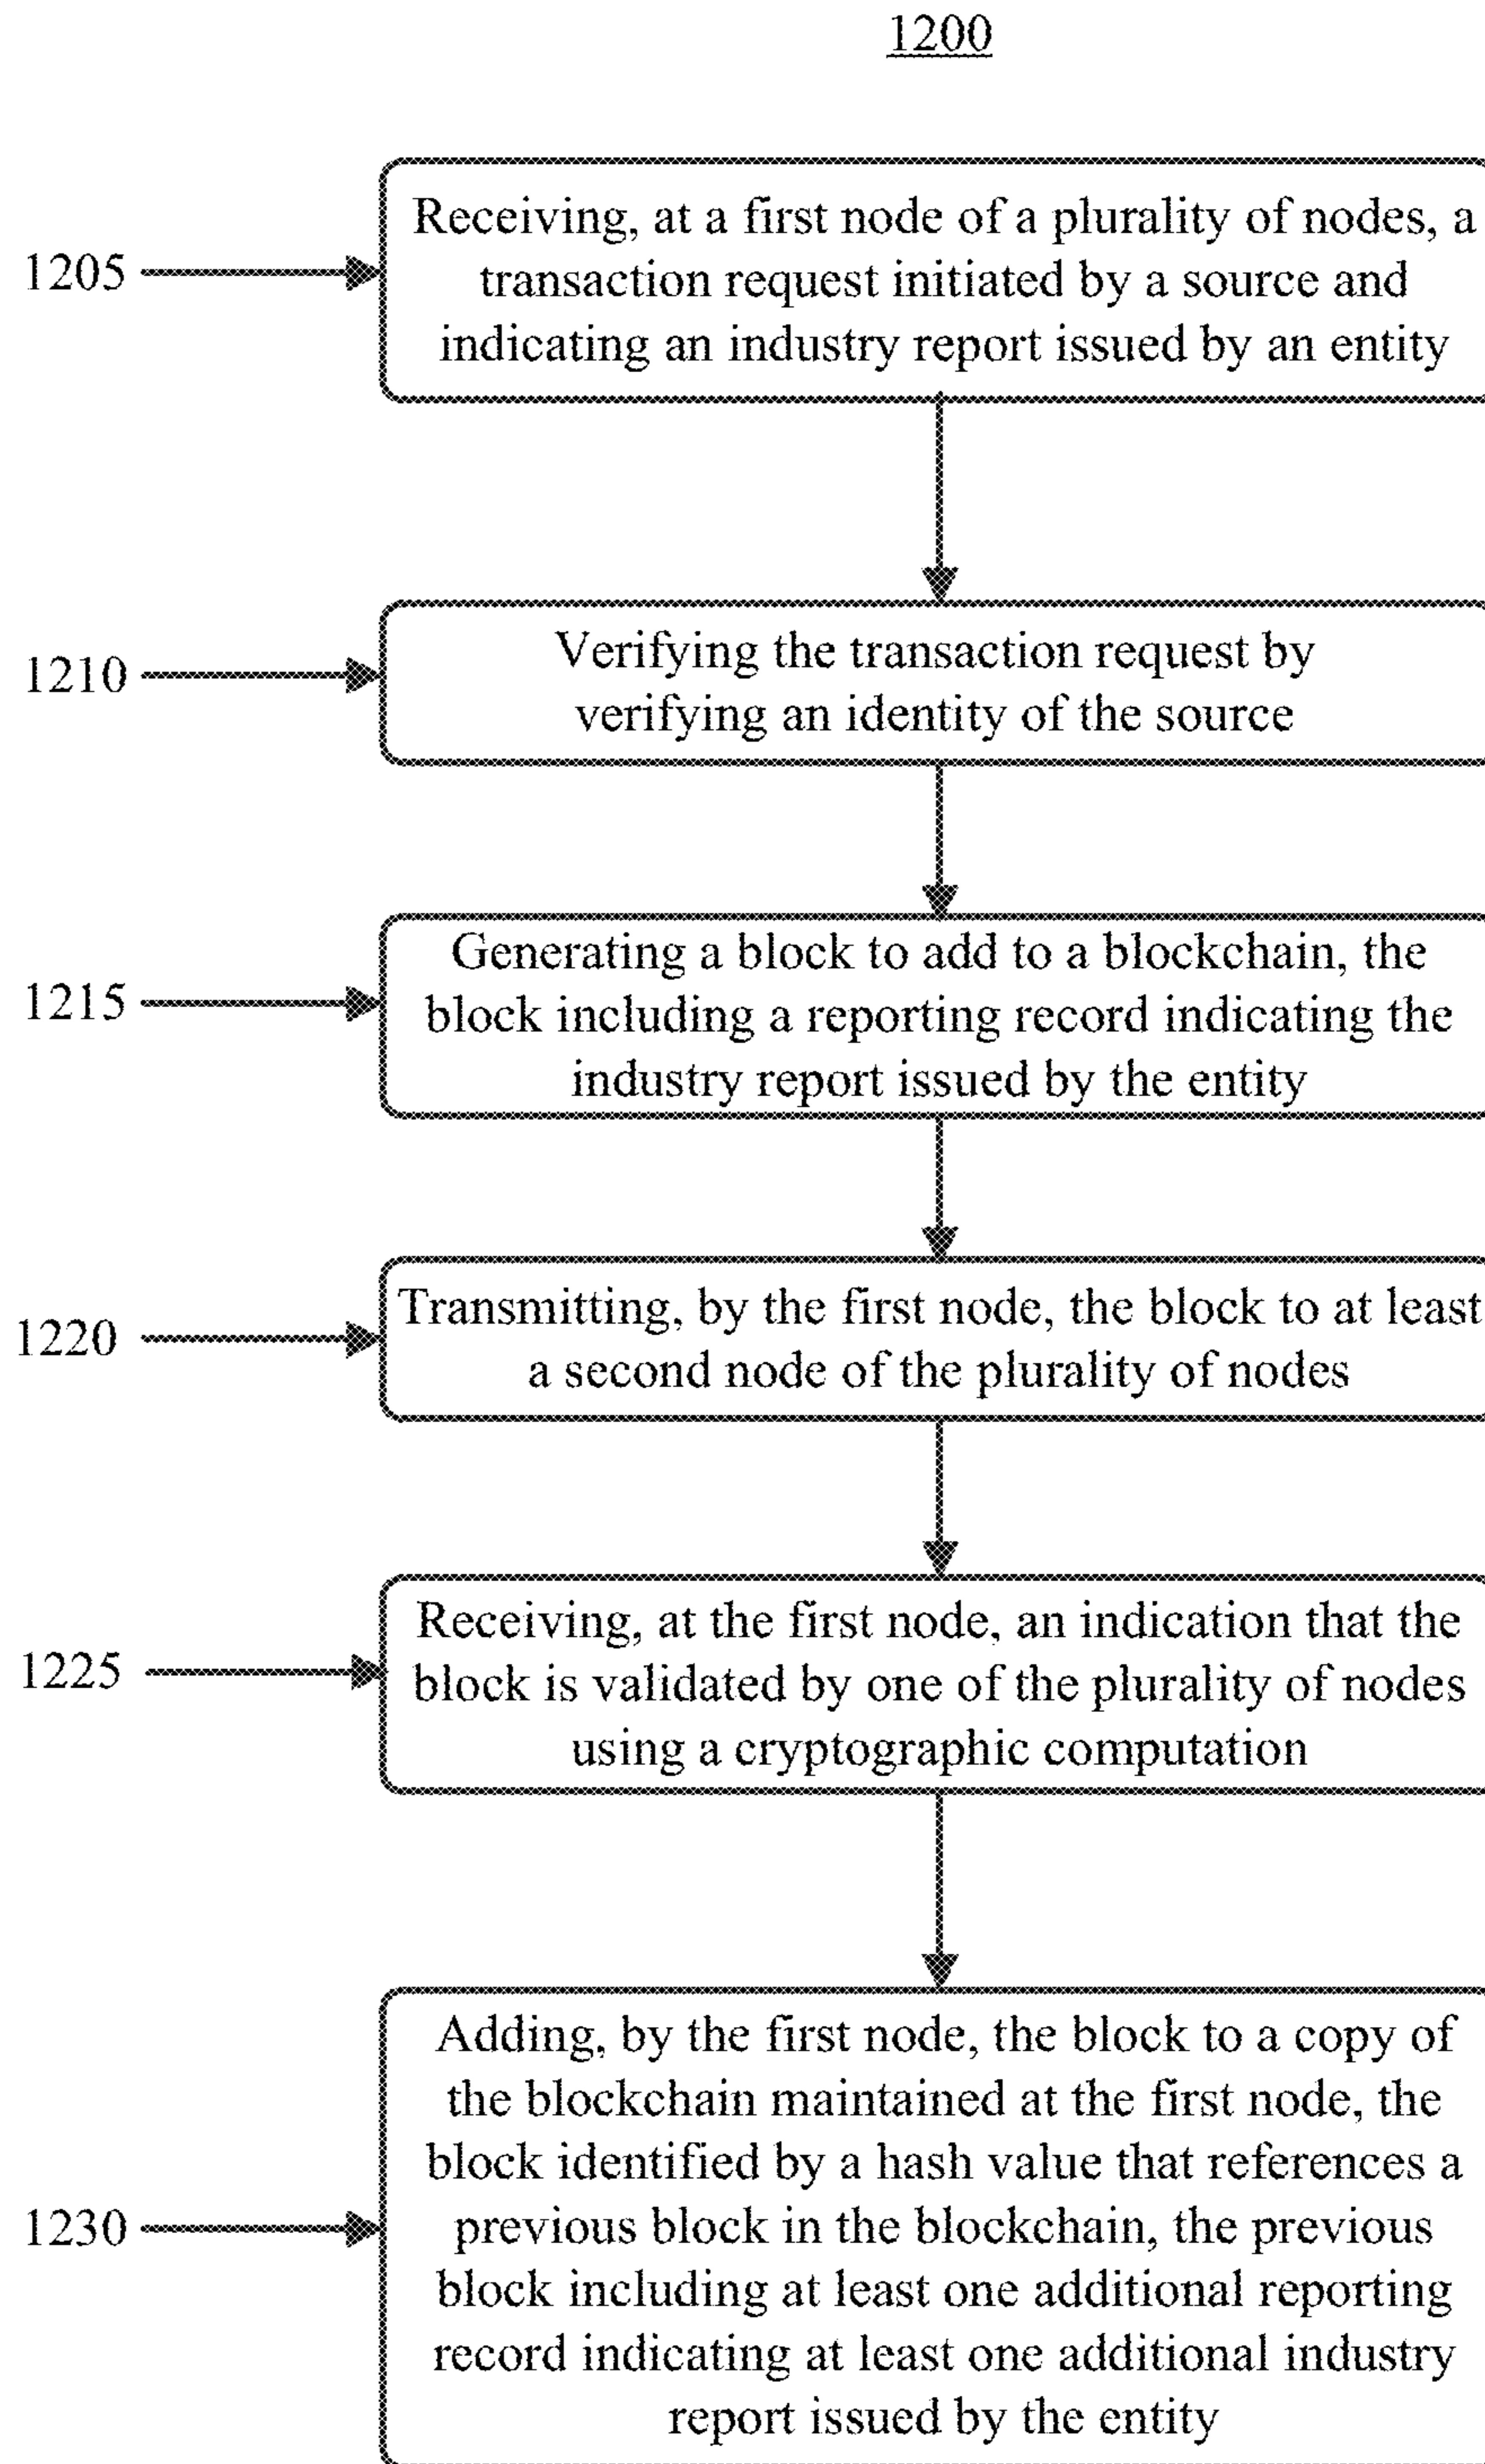 1200
1205
Receiving, at a first node of a plurality of nodes, a
transaction request initiated by a source and
indicating an industry report issued by an entity
1210
Verifying the transaction request by
verifying an identity of the source
1215
Generating a block to add to a blockchain, the
block including a reporting record indicating the
industry report issued by the entity
1220
Transmitting, by the first node, the block to at least
a second node of the plurality of nodes
1225
Receiving, at the first node, an indication that the
block is validated by one of the plurality of nodes
using a cryptographic computation
1230
Adding, by the first node, the block to a copy of
the blockchain maintained at the first node, the
block identified by a hash value that references a
previous block in the blockchain, the previous
block including at least one additional reporting
record indicating at least one additional industry
report issued by the entity